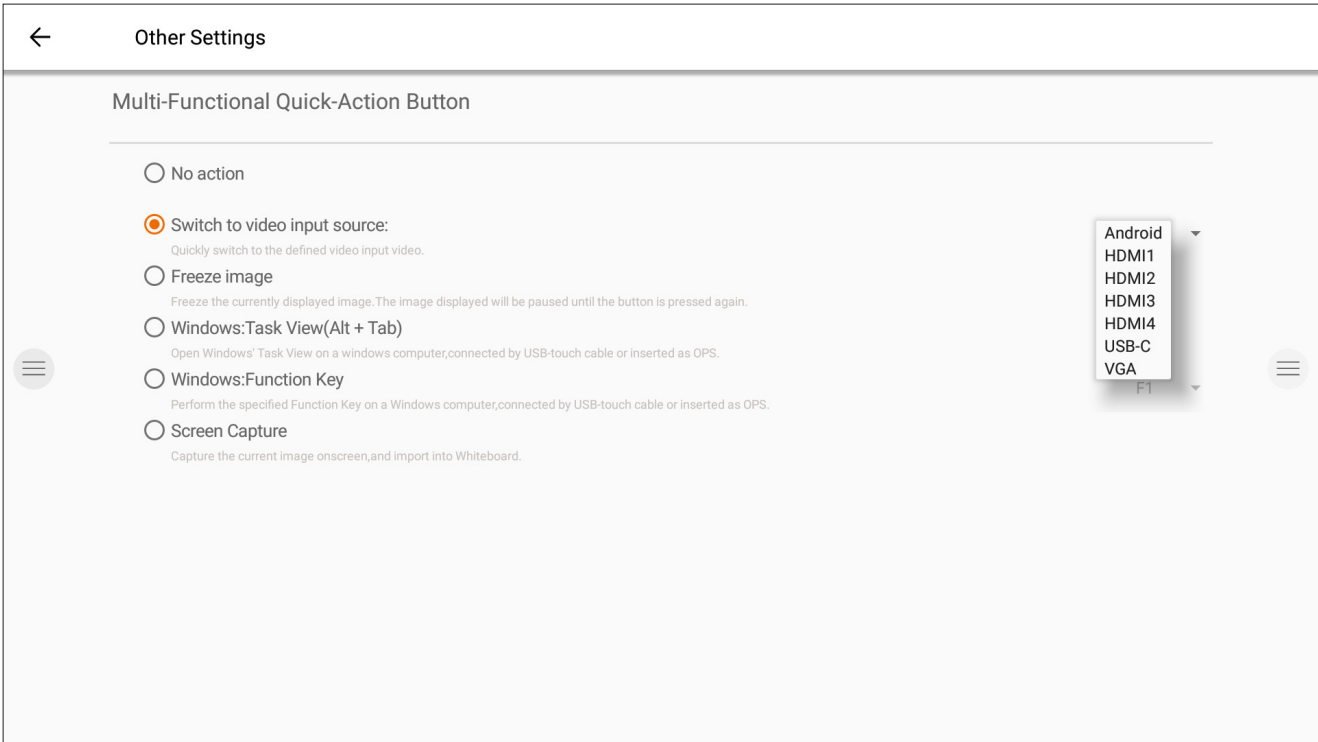 Other Settings
Multi-Functional Quick-Action Button
No action
Switch to video input source:
Quickly switch to the defined video input video.
Freeze image
Freeze the currently displayed image.The image displayed will be paused until the button is pressed again.
Windows:Task View(Alt + Tab)
Open Windows' Task View on a windows computer,connected by USB-touch cable or inserted as OPS.
Windows:Function Key
Perform the specified Function Key on a Windows computer,connected by USB-touch cable or inserted as OPS.
Screen Capture
Capture the current image onscreen,and import into Whiteboard.
Android
HDMI1
HDMI2
HDMI3
HDMI4
USB-C
VGA
F1